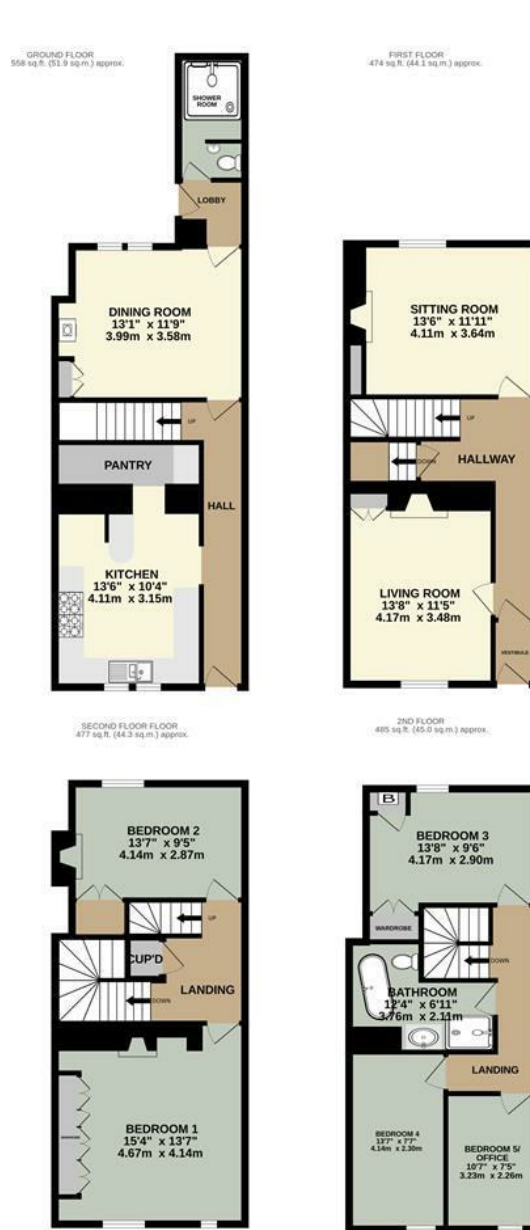 GROUND FLOOR
558 sq.ft. (51.9 sq.m.) approx.
SHOWER
ROOM
LOBBY
DINING ROOM
13'1" x 11'9"
3.99m x 3.58m
UP
PANTRY
HALL
KITCHEN
13'6" x 10'4"
4.11m x 3.15m
FIRST FLOOR
474 sq.ft. (44.1 sq.m.) approx.
SITTING ROOM
13'6" x 11'11"
4.11m x 3.64m
UP
DOWN
HALLWAY
LIVING ROOM
13'8" x 11'5"
4.17m x 3.48m
VESTIBULE
SECOND FLOOR FLOOR
477 sq.ft. (44.3 sq.m.) approx.
BEDROOM 2
13'7" x 9'5"
4.14m x 2.87m
UP
CUP'D
LANDING
DOWN
BEDROOM 1
15'4" x 13'7"
4.67m x 4.14m
2ND FLOOR
485 sq.ft. (45.0 sq.m.) approx.
B
BEDROOM 3
13'8" x 9'6"
4.17m x 2.90m
WARDROBE
DOWN
BATHROOM
12'4" x 6'11"
3.76m x 2.11m
LANDING
BEDROOM 4
13'7" x 7'7"
4.14m x 2.30m
BEDROOM 5/
OFFICE
10'7" x 7'5"
3.23m x 2.26m